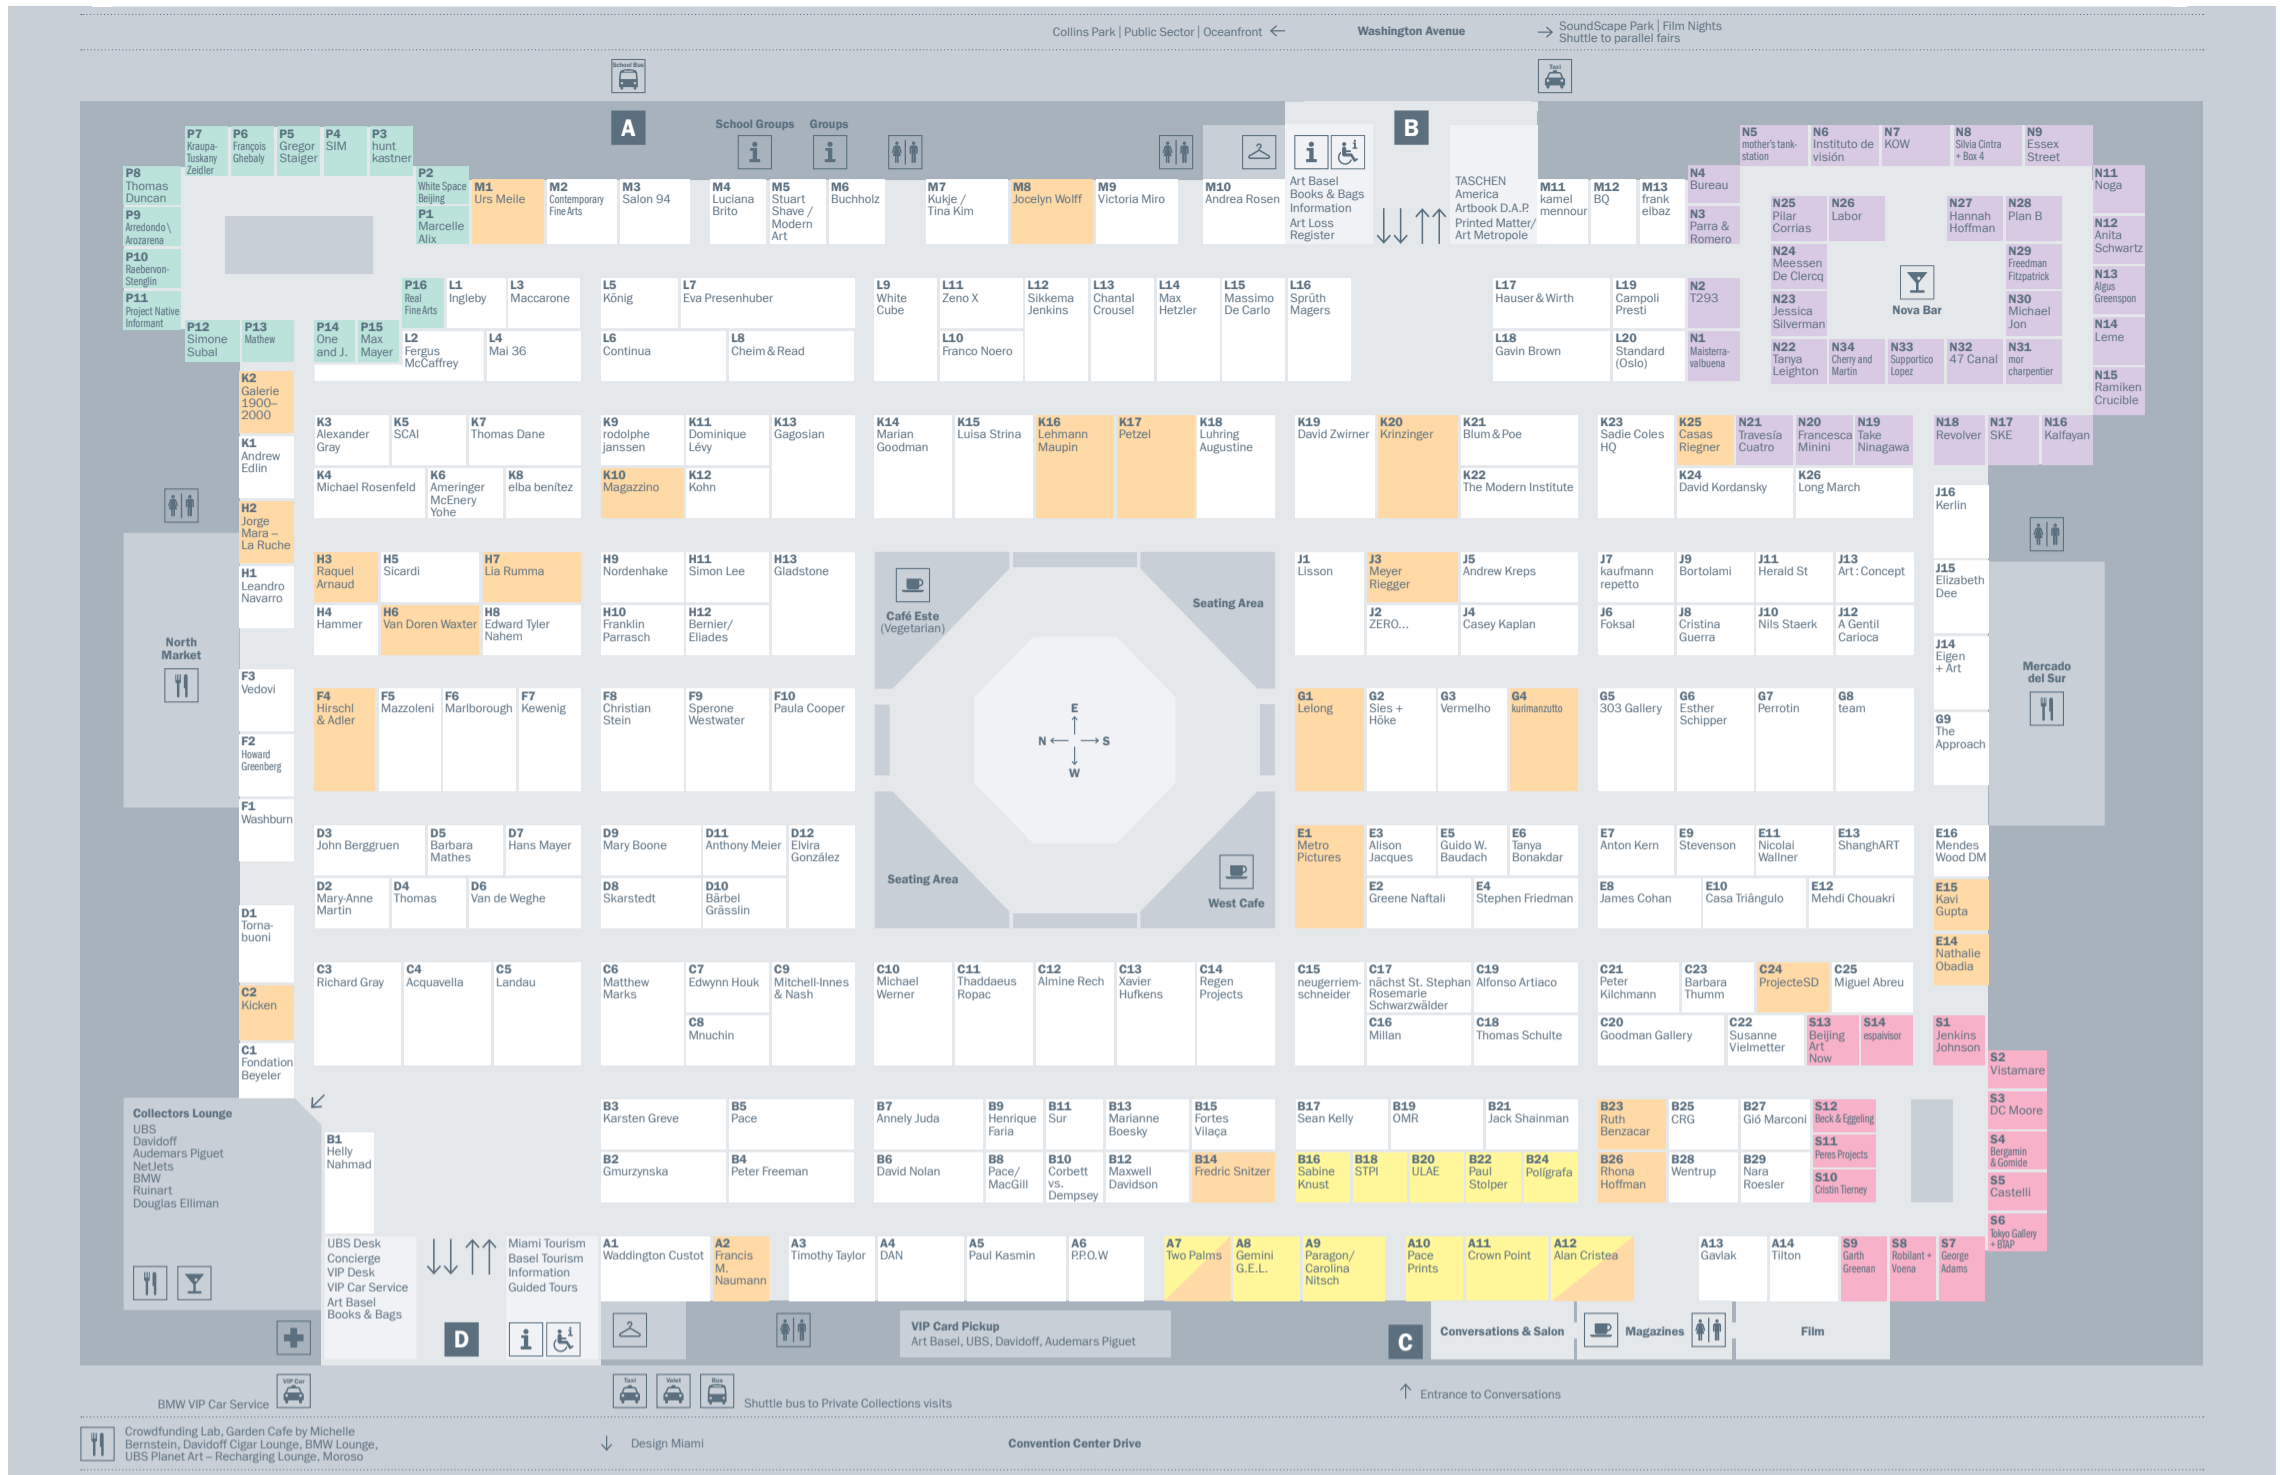 Collins Park | Public Sector | Oceanfront ←
Washington Avenue
→ SoundScape Park | Film Nights
Shuttle to parallel fairs
School Bus
Taxi
A
School Groups
Groups
B
P7
Kraupa-
Tuskany
Zeidler
P6
François
Ghebaly
P5
Gregor
Staiger
P4
SIM
P3
hunt
kastner
P8
Thomas
Duncan
P9
Arredondo \
Arozarena
P10
Raebervon-
Stenglin
P11
Project Native
Informant
P12
Simone
Subal
P13
Mathew
P14
One
and J.
P15
Max
Mayer
P16
Real
Fine Arts
P2
White Space
Beijing
P1
Marcelle
Alix
M1
Urs Meile
M2
Contemporary
Fine Arts
M3
Salon 94
M4
Luciana
Brito
M5
Stuart
Shave /
Modern
Art
M6
Buchholz
M7
Kukje /
Tina Kim
M8
Jocelyn Wolff
M9
Victoria Miro
M10
Andrea Rosen
Art Basel
Books & Bags
Information
Art Loss
Register
TASCHEN
America
Artbook D.A.P.
Printed Matter/
Art Metropole
M11
kamel
mennour
M12
BQ
M13
frank
elbaz
N4
Bureau
N3
Parra &
Romero
N2
T293
N1
Maisterra-
valbuena
N5
mother's tank-
station
N6
Instituto de
visión
N7
KOW
N8
Silvia Cintra
+ Box 4
N9
Essex
Street
N11
Noga
N12
Anita
Schwartz
N13
Algus
Greenspon
N14
Leme
N15
Ramiken
Crucible
N25
Pilar
Corrias
N26
Labor
N27
Hannah
Hoffman
N28
Plan B
N24
Meessen
De Clercq
N29
Freedman
Fitzpatrick
N23
Jessica
Silverman
Nova Bar
N30
Michael
Jon
N22
Tanya
Leighton
N34
Cherry and
Martin
N33
Supportico
Lopez
N32
47 Canal
N31
mor
charpentier
L1
Ingleby
L3
Maccarone
L2
Fergus
McCaffrey
L4
Mai 36
L5
König
L7
Eva Presenhuber
L6
Continua
L8
Cheim & Read
L9
White
Cube
L11
Zeno X
L10
Franco Noero
L12
Sikkema
Jenkins
L13
Chantal
Crousel
L14
Max
Hetzler
L15
Massimo
De Carlo
L16
Sprüth
Magers
L17
Hauser & Wirth
L19
Campoli
Presti
L18
Gavin Brown
L20
Standard
(Oslo)
K2
Galerie
1900–
2000
K1
Andrew
Edlin
H2
Jorge
Mara –
La Ruche
H1
Leandro
Navarro
K3
Alexander
Gray
K5
SCAI
K7
Thomas Dane
K4
Michael Rosenfeld
K6
Ameringer
McEnery
Yohe
K8
elba benítez
K9
rodolphe
janssen
K11
Dominique
Lévy
K13
Gagosian
K10
Magazzino
K12
Kohn
K14
Marian
Goodman
K15
Luisa Strina
K16
Lehmann
Maupin
K17
Petzel
K18
Luhring
Augustine
K19
David Zwirner
K20
Krinzinger
K21
Blum & Poe
K22
The Modern Institute
K23
Sadie Coles
HQ
K25
Casas
Riegner
N21
Travesía
Cuatro
N20
Francesca
Minini
N19
Take
Ninagawa
K24
David Kordansky
K26
Long March
N18
Revolver
N17
SKE
N16
Kalfayan
J16
Kerlin
J15
Elizabeth
Dee
J14
Eigen
+ Art
G9
The
Approach
North
Market
Mercado
del Sur
H3
Raquel
Arnaud
H5
Sicardi
H7
Lia Rumma
H4
Hammer
H6
Van Doren Waxter
H8
Edward Tyler
Nahem
H9
Nordenhake
H11
Simon Lee
H13
Gladstone
H10
Franklin
Parrasch
H12
Bernier/
Eliades
Café Este
(Vegetarian)
Seating Area
J1
Lisson
J3
Meyer
Riegger
J5
Andrew Kreps
J2
ZERO...
J4
Casey Kaplan
J7
kaufmann
repetto
J9
Bortolami
J11
Herald St
J13
Art : Concept
J6
Foksal
J8
Cristina
Guerra
J10
Nils Staerk
J12
A Gentil
Carioca
F3
Vedovi
F2
Howard
Greenberg
F1
Washburn
F4
Hirschl
& Adler
F5
Mazzoleni
F6
Marlborough
F7
Kewenig
F8
Christian
Stein
F9
Sperone
Westwater
F10
Paula Cooper
E
N ← → S
W
G1
Lelong
G2
Sies +
Höke
G3
Vermelho
G4
kurimanzutto
G5
303 Gallery
G6
Esther
Schipper
G7
Perrotin
G8
team
D3
John Berggruen
D5
Barbara
Mathes
D7
Hans Mayer
D2
Mary-Anne
Martin
D4
Thomas
D6
Van de Weghe
D9
Mary Boone
D11
Anthony Meier
D12
Elvira
González
D8
Skarstedt
D10
Bärbel
Grässlin
Seating Area
West Cafe
E1
Metro
Pictures
E3
Alison
Jacques
E5
Guido W.
Baudach
E6
Tanya
Bonakdar
E2
Greene Naftali
E4
Stephen Friedman
E7
Anton Kern
E9
Stevenson
E11
Nicolai
Wallner
E13
ShanghART
E8
James Cohan
E10
Casa Triângulo
E12
Mehdi Chouakri
E16
Mendes
Wood DM
E15
Kavi
Gupta
E14
Nathalie
Obadia
D1
Torna-
buoni
C2
Kicken
C1
Fondation
Beyeler
C3
Richard Gray
C4
Acquavella
C5
Landau
C6
Matthew
Marks
C7
Edwynn Houk
C8
Mnuchin
C9
Mitchell-Innes
& Nash
C10
Michael
Werner
C11
Thaddaeus
Ropac
C12
Almine Rech
C13
Xavier
Hufkens
C14
Regen
Projects
C15
neugerriem-
schneider
C17
nächst St. Stephan
Rosemarie
Schwarzwälder
C19
Alfonso Artiaco
C16
Millan
C18
Thomas Schulte
C21
Peter
Kilchmann
C23
Barbara
Thumm
C24
ProjecteSD
C25
Miguel Abreu
C20
Goodman Gallery
C22
Susanne
Vielmetter
S13
Beijing
Art
Now
S14
espaivisor
S1
Jenkins
Johnson
S2
Vistamare
S3
DC Moore
S4
Bergamin
& Gomide
S5
Castelli
S6
Tokyo Gallery
+ BTAP
Collectors Lounge
UBS
Davidoff
Audemars Piguet
NetJets
BMW
Ruinart
Douglas Elliman
B1
Helly
Nahmad
B3
Karsten Greve
B5
Pace
B2
Gmurzynska
B4
Peter Freeman
B7
Annely Juda
B9
Henrique
Faria
B11
Sur
B13
Marianne
Boesky
B15
Fortes
Vilaça
B6
David Nolan
B8
Pace/
MacGill
B10
Corbett
vs.
Dempsey
B12
Maxwell
Davidson
B14
Fredric Snitzer
B17
Sean Kelly
B19
OMR
B21
Jack Shainman
B16
Sabine
Knust
B18
STPI
B20
ULAE
B22
Paul
Stolper
B24
Polígrafa
B23
Ruth
Benzacar
B25
CRG
B27
Gió Marconi
S12
Beck & Eggeling
S11
Peres Projects
B26
Rhona
Hoffman
B28
Wentrup
B29
Nara
Roesler
S10
Cristin Tierney
UBS Desk
Concierge
VIP Desk
VIP Car Service
Art Basel
Books & Bags
Miami Tourism
Basel Tourism
Information
Guided Tours
A1
Waddington Custot
A2
Francis
M.
Naumann
A3
Timothy Taylor
A4
DAN
A5
Paul Kasmin
A6
P.P.O.W
A7
Two Palms
A8
Gemini
G.E.L.
A9
Paragon/
Carolina
Nitsch
A10
Pace
Prints
A11
Crown Point
A12
Alan Cristea
A13
Gavlak
A14
Tilton
S9
Garth
Greenan
S8
Robilant +
Voena
S7
George
Adams
D
VIP Card Pickup
Art Basel, UBS, Davidoff, Audemars Piguet
C
Conversations & Salon
Magazines
Film
VIP Car
BMW VIP Car Service
Taxi
Valet
Bus
Shuttle bus to Private Collections visits
↑ Entrance to Conversations
Crowdfunding Lab, Garden Cafe by Michelle
Bernstein, Davidoff Cigar Lounge, BMW Lounge,
UBS Planet Art – Recharging Lounge, Moroso
↓ Design Miami
Convention Center Drive